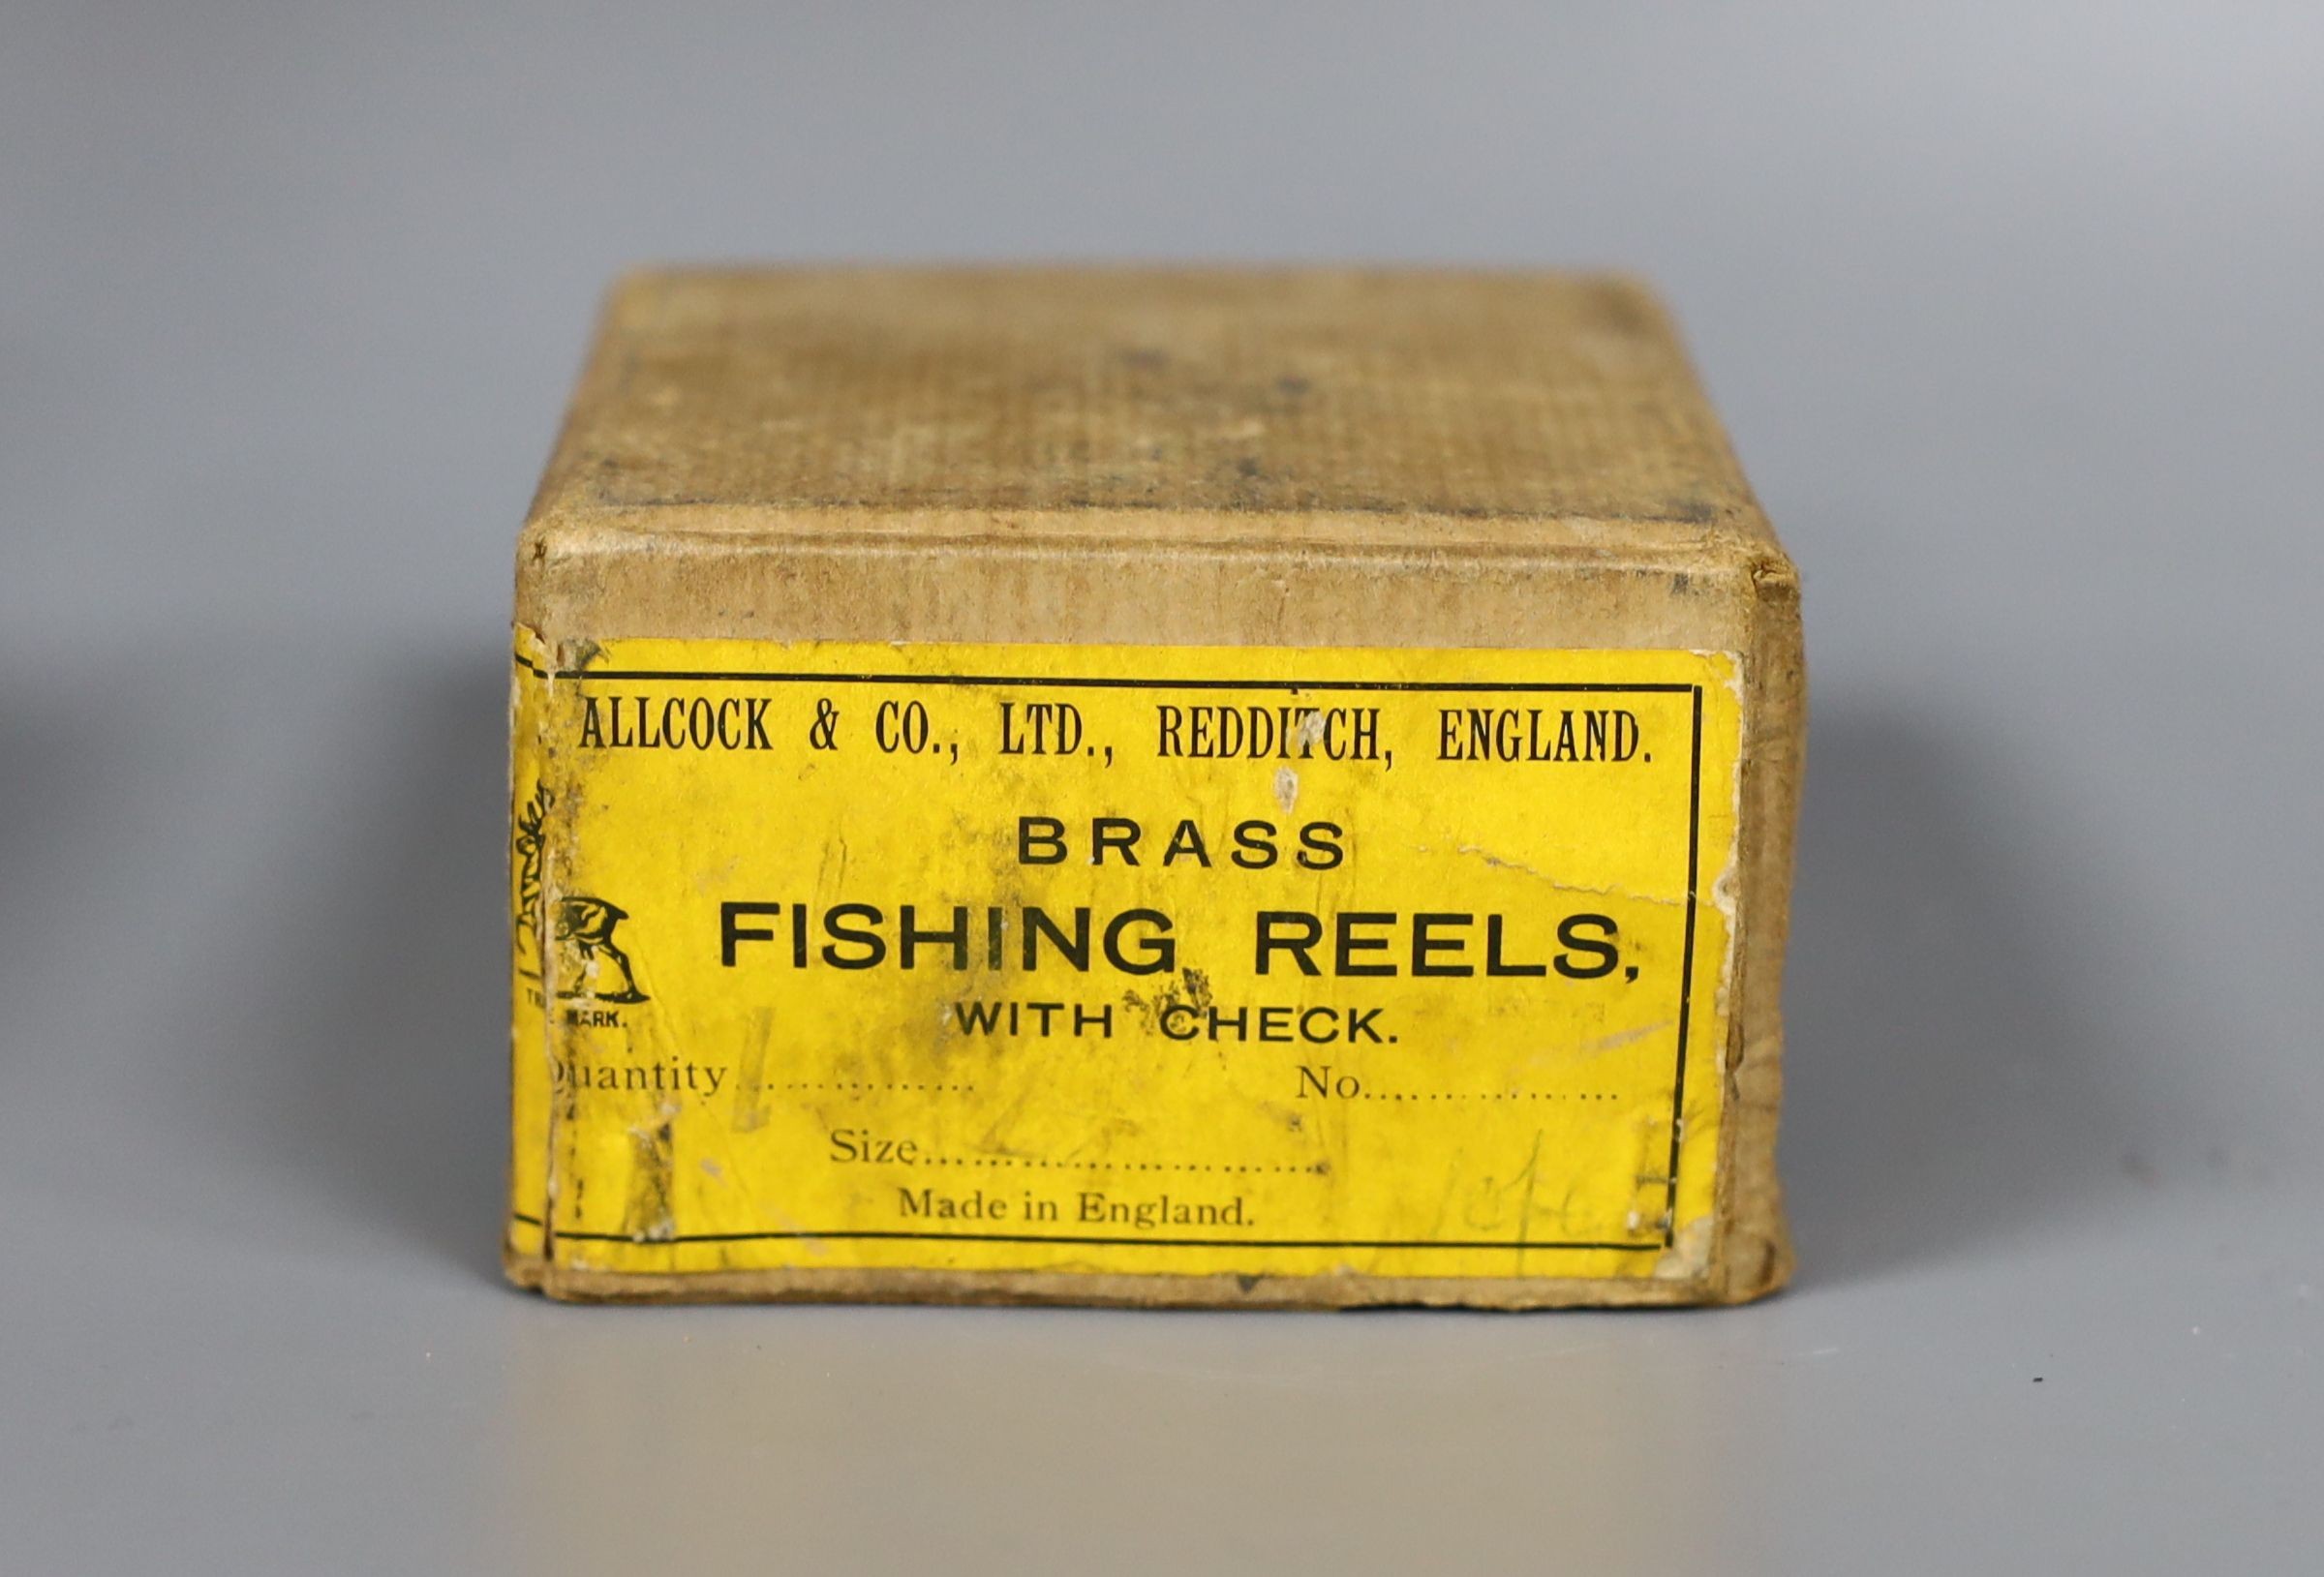 ALLCOCK & CO., LTD., REDDITCH, ENGLAND.
BRASS
FISHING REELS,
WITH CHECK.
MARK.
Quantity............... No................
Size.........................
Made in England.